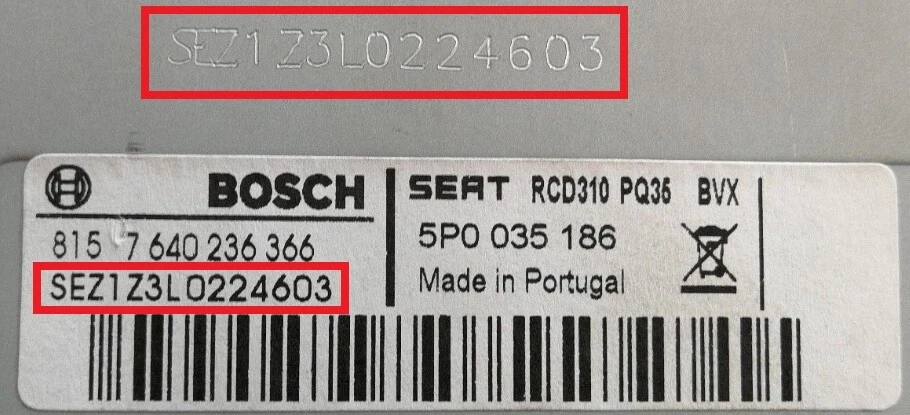 SEZ1Z3L0224603
BOSCH
815 7 640 236 366
SEZ1Z3L0224603
SEAT RCD310 PQ35 BVX
5P0 035 186
Made in Portugal